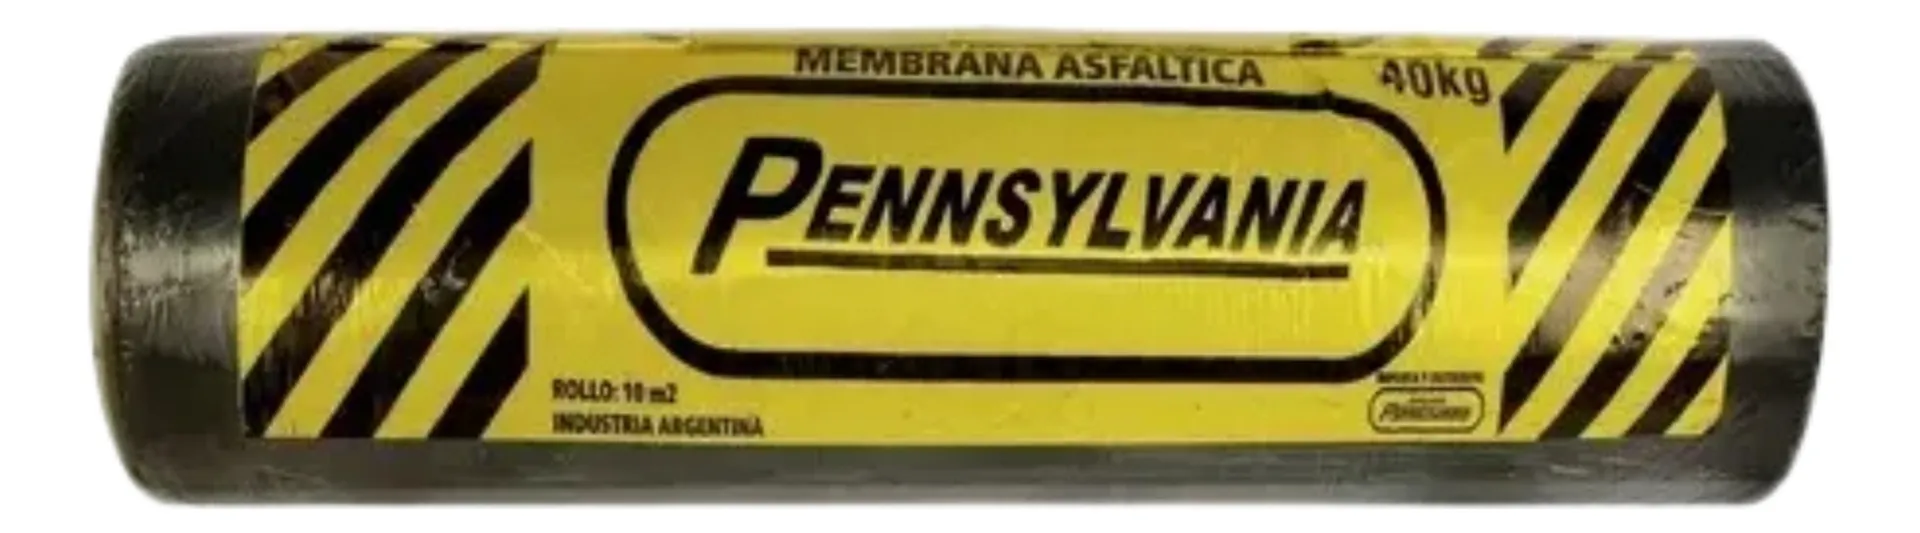 MEMBRANA ASFALTICA
40kg
PENNSYLVANIA
ROLLO: 10 m2
INDUSTRIA ARGENTINA